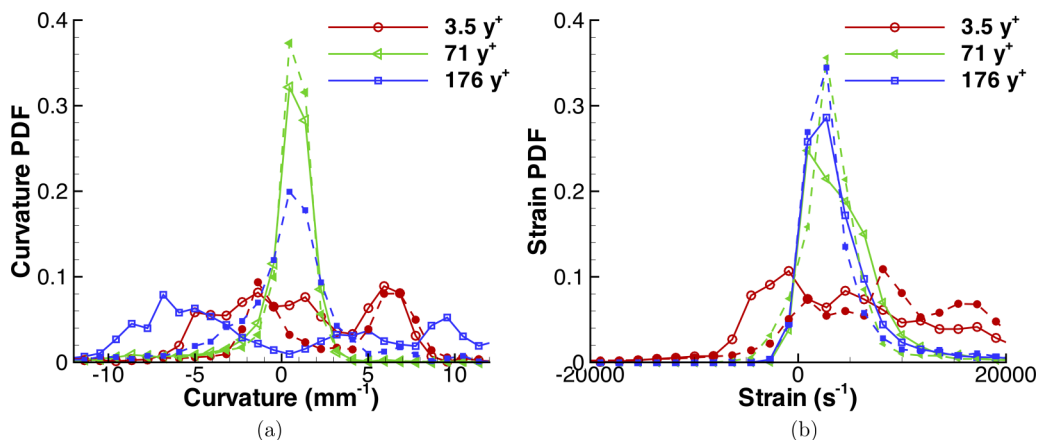 0.4
0.3
0.2
0.1
0
Curvature PDF
3.5 y+
71 y+
176 y+
-10 -5 0 5 10
Curvature (mm-1)
(a)
0.4
0.3
0.2
0.1
0
Strain PDF
3.5 y+
71 y+
176 y+
-20000 0 20000
Strain (s-1)
(b)